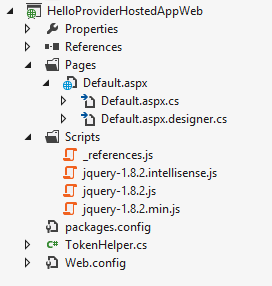 HelloProviderHostedAppWeb
Properties
References
Pages
Default.aspx
Default.aspx.cs
Default.aspx.designer.cs
Scripts
_references.js
jquery-1.8.2.intellisense.js
jquery-1.8.2.js
jquery-1.8.2.min.js
packages.config
C# TokenHelper.cs
Web.config